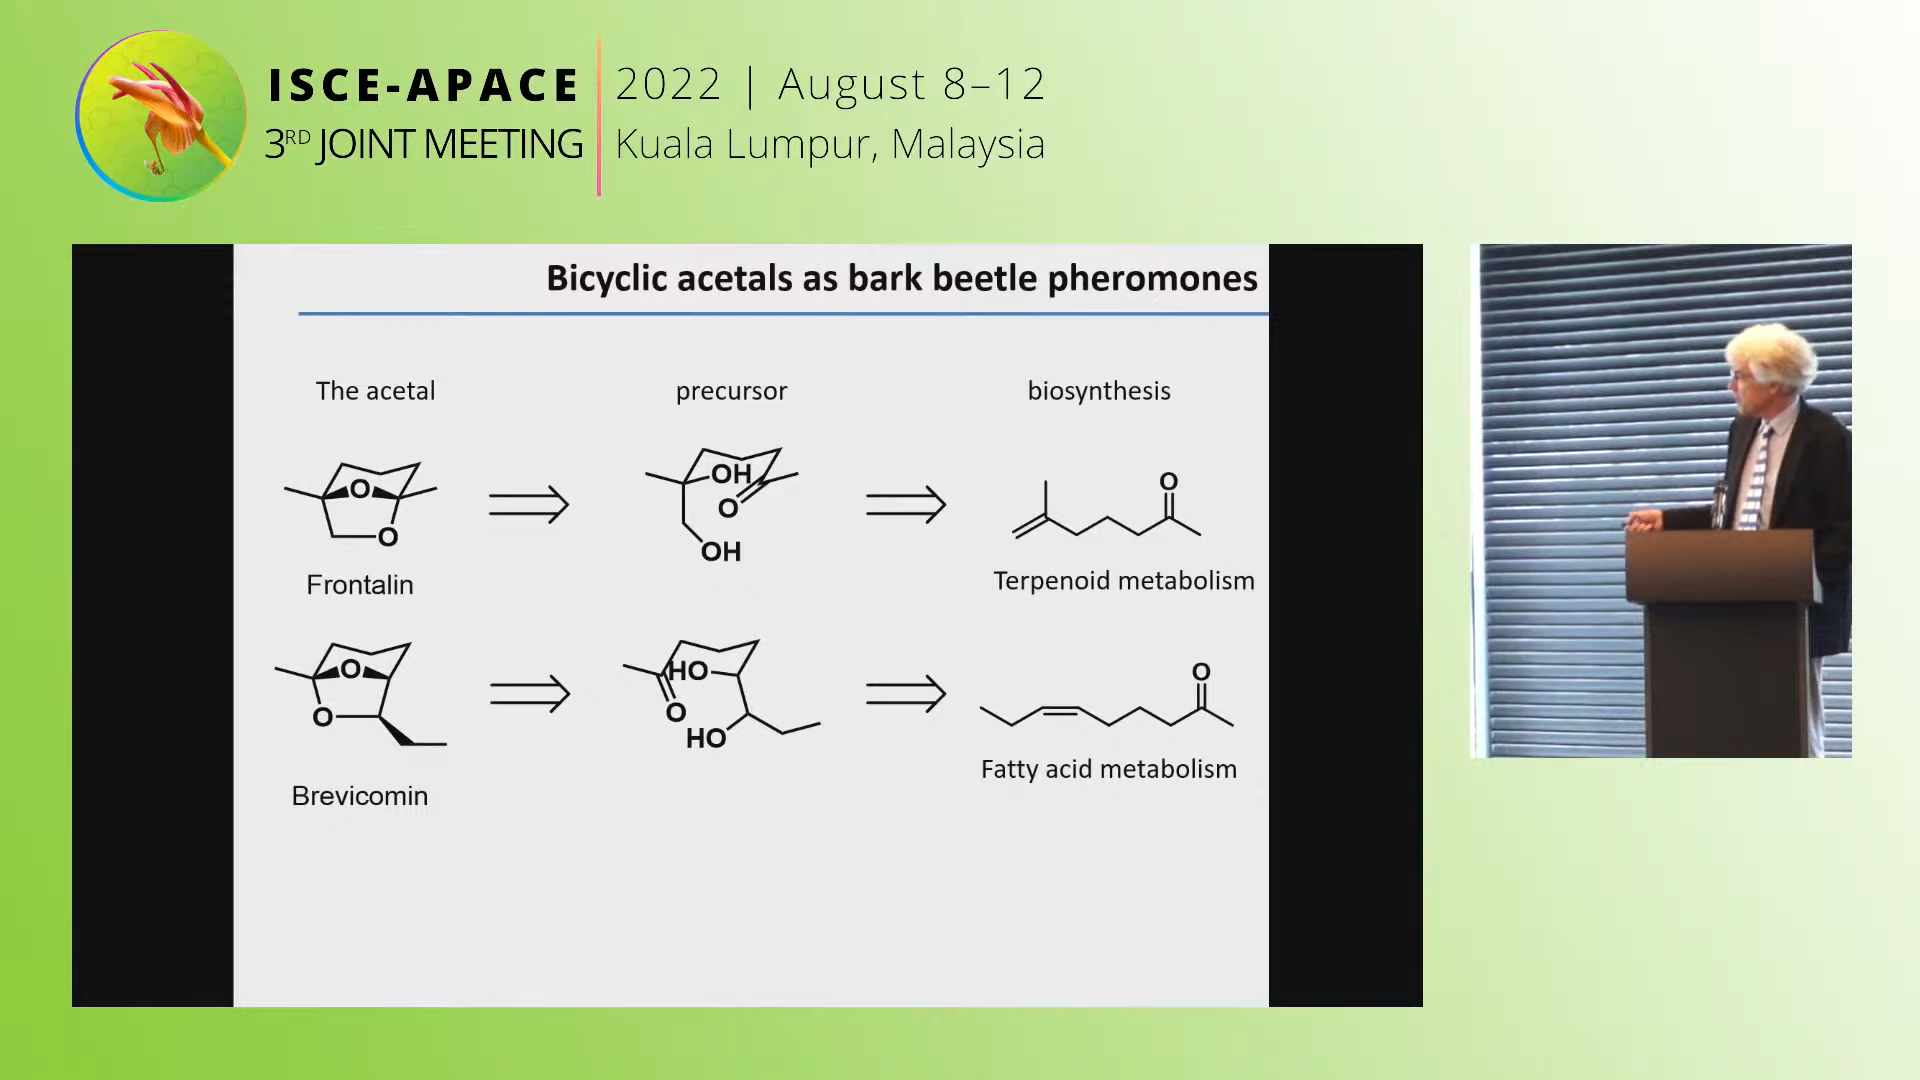 ISCE-APACE
3RD JOINT MEETING
2022 | August 8–12
Kuala Lumpur, Malaysia
Bicyclic acetals as bark beetle pheromones
The acetal
precursor
biosynthesis
O
O
Frontalin
OH
O
OH
O
Terpenoid metabolism
O
O
Brevicomin
HO
O
HO
O
Fatty acid metabolism